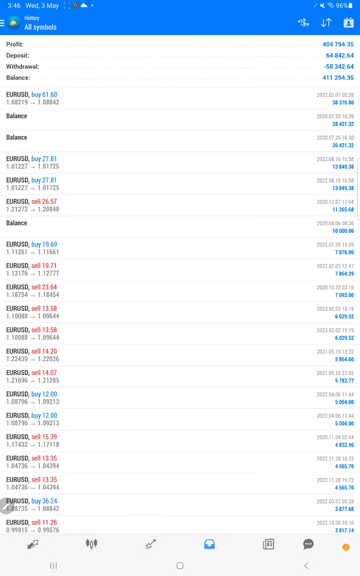 3:46 Wed, 3 May 96%
History
All symbols
Profit: 404 794.35
Deposit: 64 842.64
Withdrawal: -58 342.64
Balance: 411 294.35
EURUSD, buy 61.60 2022.03.07 05:28
1.08219 → 1.08842 38 376.80
Balance 2020.07.20 16:39
28 421.32
Balance 2020.07.20 16:20
26 421.32
EURUSD, buy 27.81 2022.08.16 16:58
1.01227 → 1.01725 13 849.38
EURUSD, buy 27.81 2022.08.16 16:58
1.01227 → 1.01725 13 849.38
EURUSD, sell 26.57 2020.12.07 11:04
1.21272 → 1.20848 11 265.68
Balance 2020.04.06 08:36
10 000.00
EURUSD, buy 19.69 2022.01.28 15:59
1.11261 → 1.11661 7 876.00
EURUSD, sell 19.71 2023.02.03 12:47
1.13176 → 1.12777 7 864.29
EURUSD, sell 23.64 2020.10.22 03:16
1.18754 → 1.18454 7 092.00
EURUSD, sell 13.58 2023.02.02 15:19
1.10088 → 1.09644 6 029.52
EURUSD, sell 13.58 2023.02.02 15:19
1.10088 → 1.09644 6 029.52
EURUSD, sell 14.20 2021.05.19 13:22
1.22439 → 1.22026 5 864.60
EURUSD, sell 14.07 2021.05.10 23:55
1.21696 → 1.21285 5 782.77
EURUSD, buy 12.00 2022.04.06 11:44
1.08796 → 1.09213 5 004.00
EURUSD, buy 12.00 2022.04.06 11:44
1.08796 → 1.09213 5 004.00
EURUSD, sell 15.39 2020.11.04 02:44
1.17432 → 1.17118 4 832.46
EURUSD, sell 13.35 2022.11.28 16:22
1.04736 → 1.04394 4 565.70
EURUSD, sell 13.35 2022.11.28 16:22
1.04736 → 1.04394 4 565.70
EURUSD, buy 36.24 2022.03.07 05:28
1.08735 → 1.08842 3 877.68
EURUSD, sell 11.26 2022.10.05 10:16
0.99915 → 0.99576 3 817.14
2